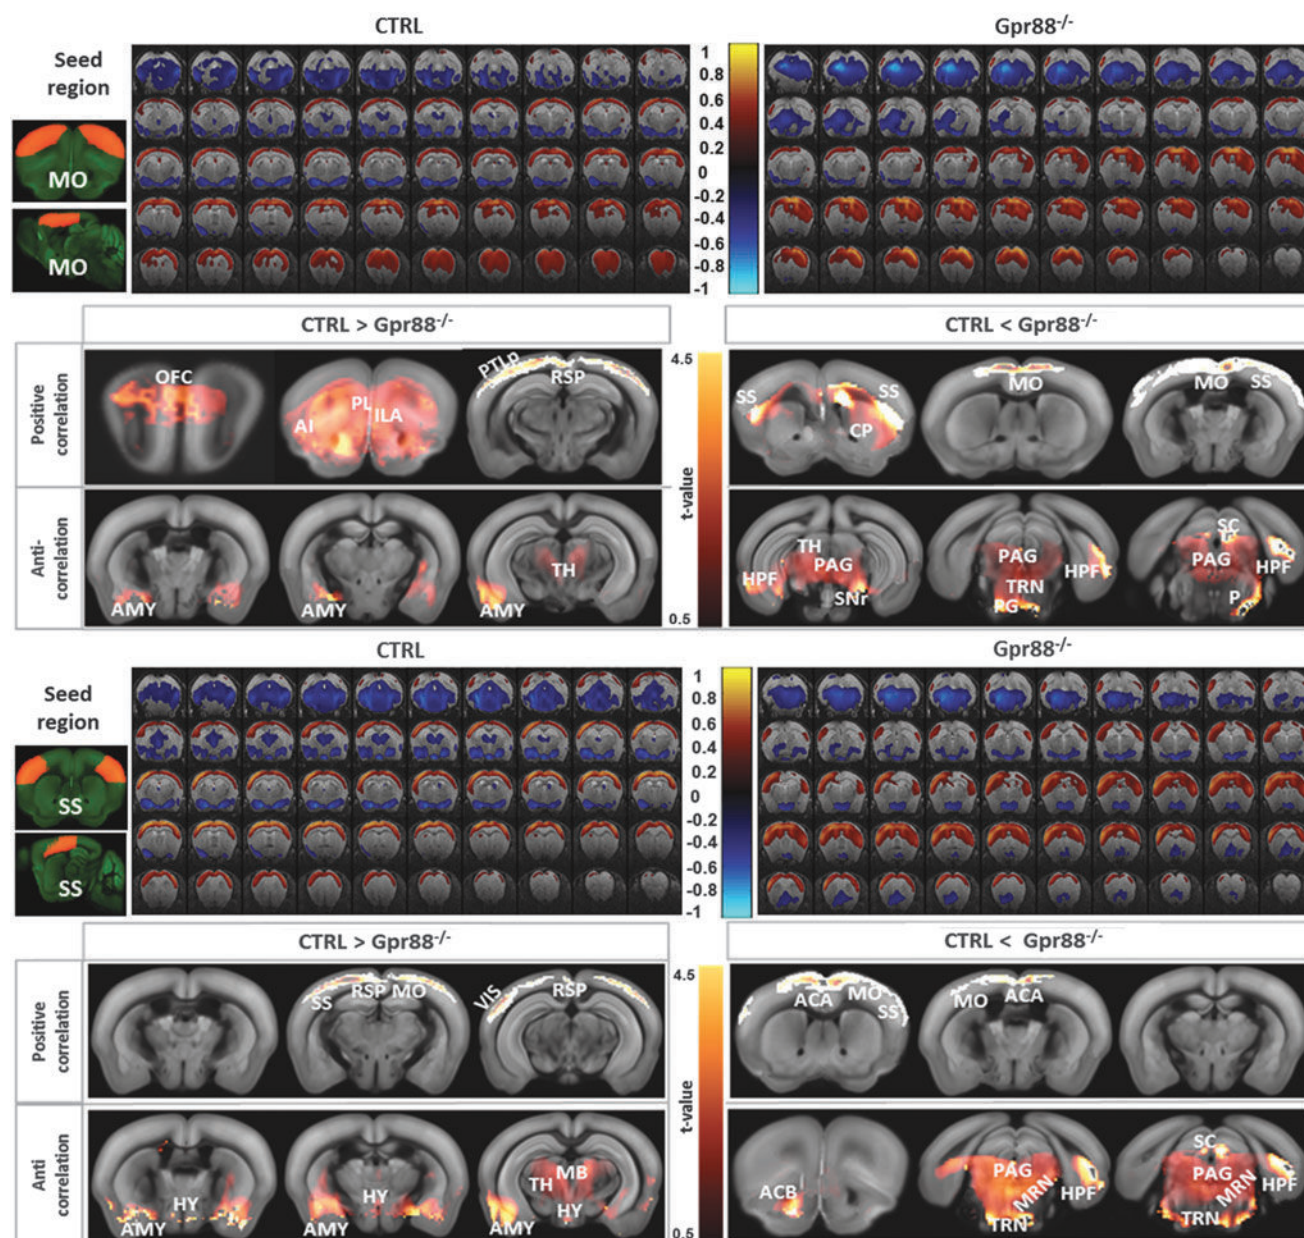 CTRL
Gpr88-/-
Seed
region
MO
MO
1
0.8
0.6
0.4
0.2
0
-0.2
-0.4
-0.6
-0.8
-1
CTRL > Gpr88-/-
CTRL < Gpr88-/-
Positive
correlation
OFC
AI
PL
ILA
PTLp
RSP
4.5
t-value
0.5
SS
SS
CP
MO
MO
SS
Anti-
correlation
AMY
AMY
TH
HPF
TH
PAG
SNr
PAG
TRN
PG
HPF
SC
PAG
HPF
P
CTRL
Gpr88-/-
Seed
region
SS
SS
1
0.8
0.6
0.4
0.2
0
-0.2
-0.4
-0.6
-0.8
-1
CTRL > Gpr88-/-
CTRL < Gpr88-/-
Positive
correlation
SS
RSP
MO
VIS
RSP
4.5
t-value
0.5
ACA
MO
SS
MO
ACA
Anti
correlation
AMY
HY
AMY
HY
AMY
TH
MB
HY
ACB
PAG
MRN.
TRN
HPF
SC
PAG
MRN
TRN
HPF